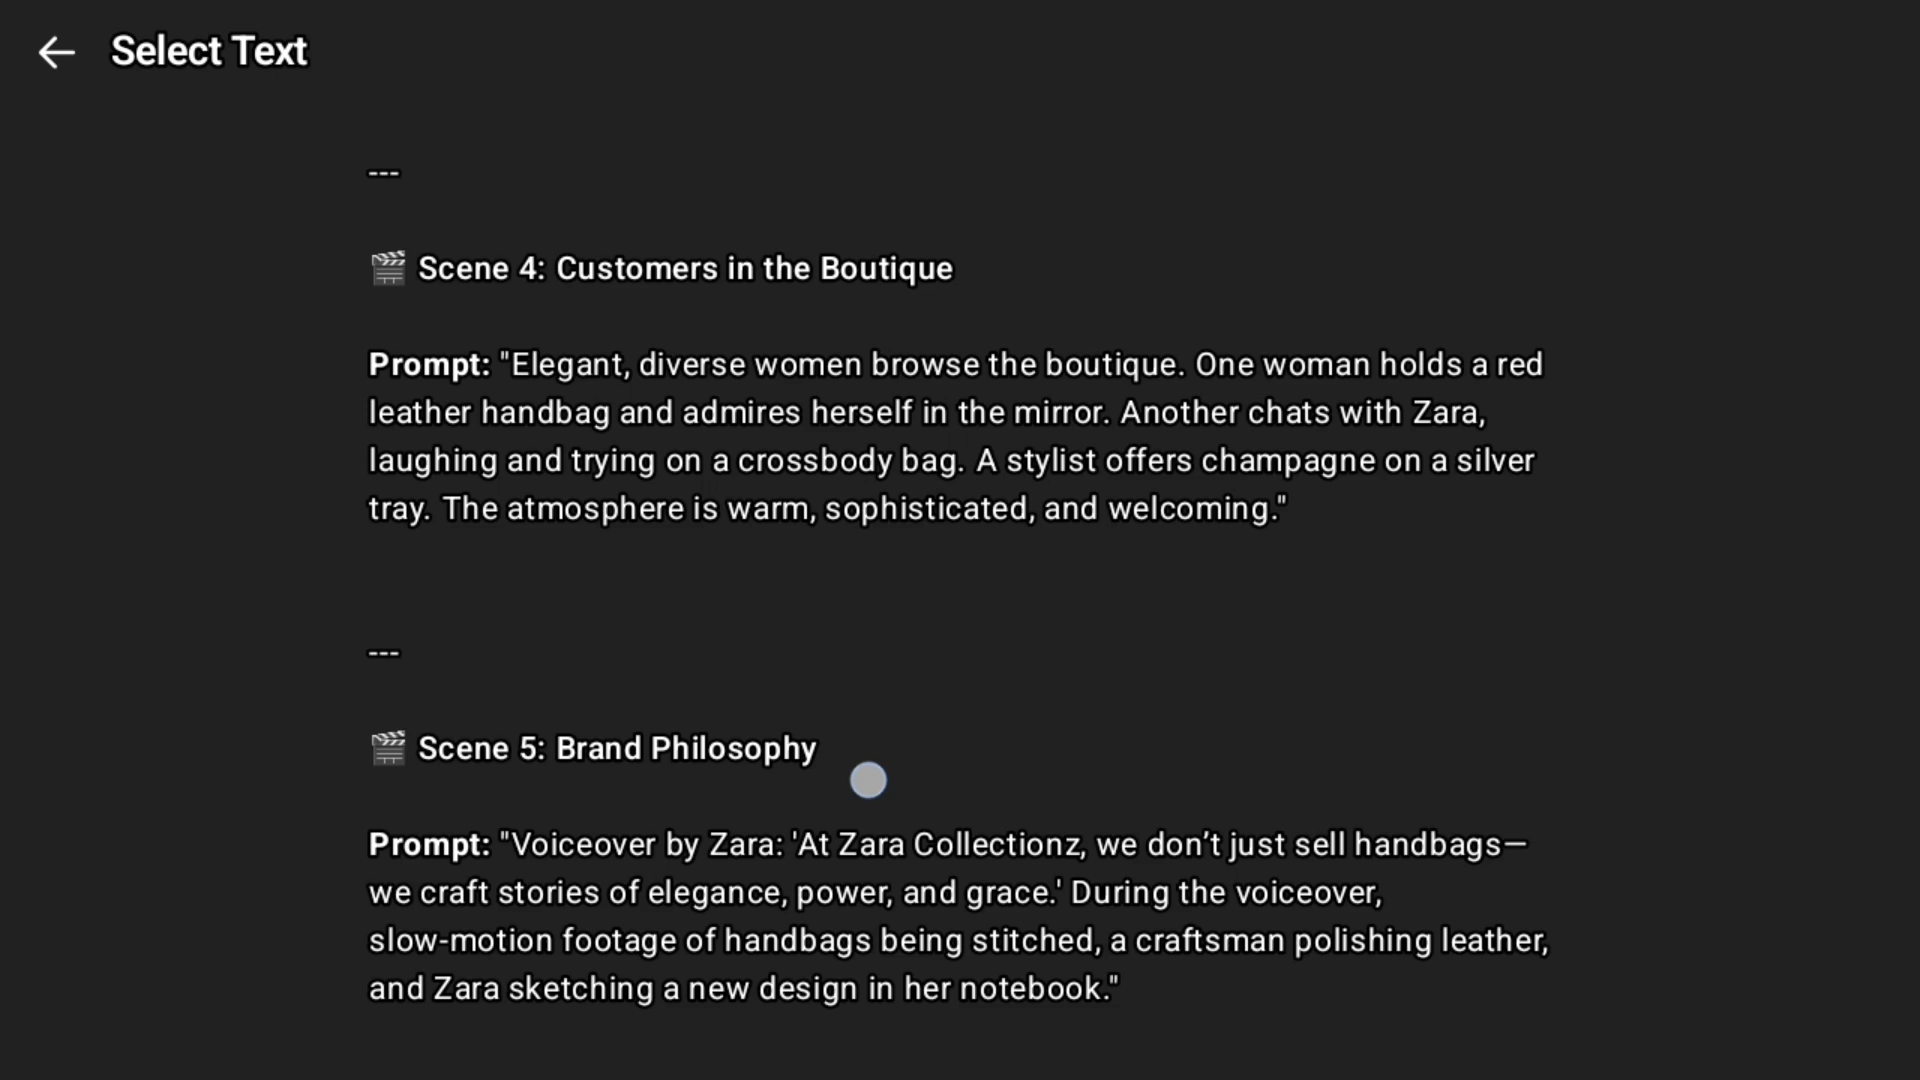 Select Text
---
🎬 Scene 4: Customers in the Boutique
Prompt: "Elegant, diverse women browse the boutique. One woman holds a red
leather handbag and admires herself in the mirror. Another chats with Zara,
laughing and trying on a crossbody bag. A stylist offers champagne on a silver
tray. The atmosphere is warm, sophisticated, and welcoming."
---
🎬 Scene 5: Brand Philosophy
Prompt: "Voiceover by Zara: 'At Zara Collectionz, we don’t just sell handbags—
we craft stories of elegance, power, and grace.' During the voiceover,
slow-motion footage of handbags being stitched, a craftsman polishing leather,
and Zara sketching a new design in her notebook."